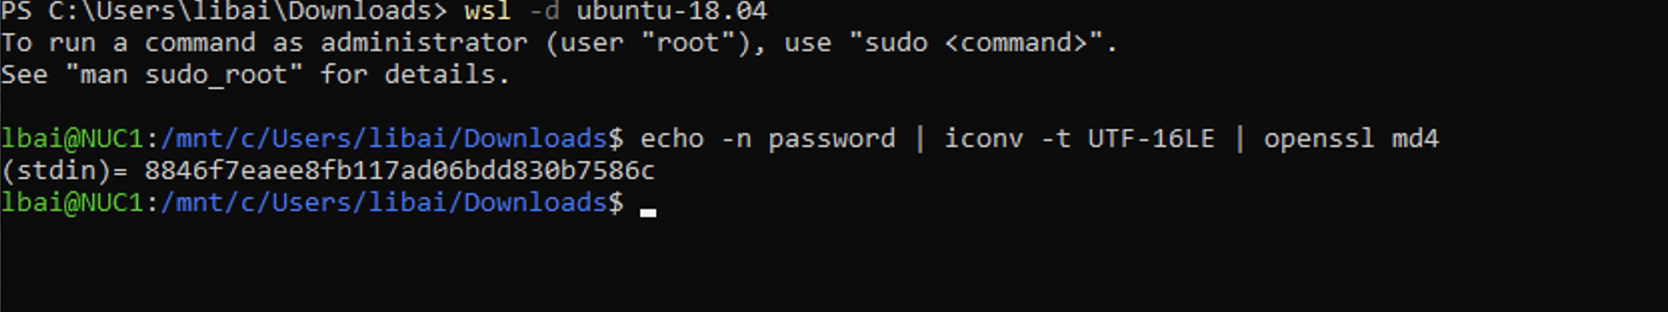 PS C:\Users\libai\Downloads> wsl -d ubuntu-18.04
To run a command as administrator (user "root"), use "sudo <command>".
See "man sudo_root" for details.
lbai@NUC1:/mnt/c/Users/libai/Downloads$ echo -n password | iconv -t UTF-16LE | openssl md4
(stdin)= 8846f7eaee8fb117ad06bdd830b7586c
lbai@NUC1:/mnt/c/Users/libai/Downloads$